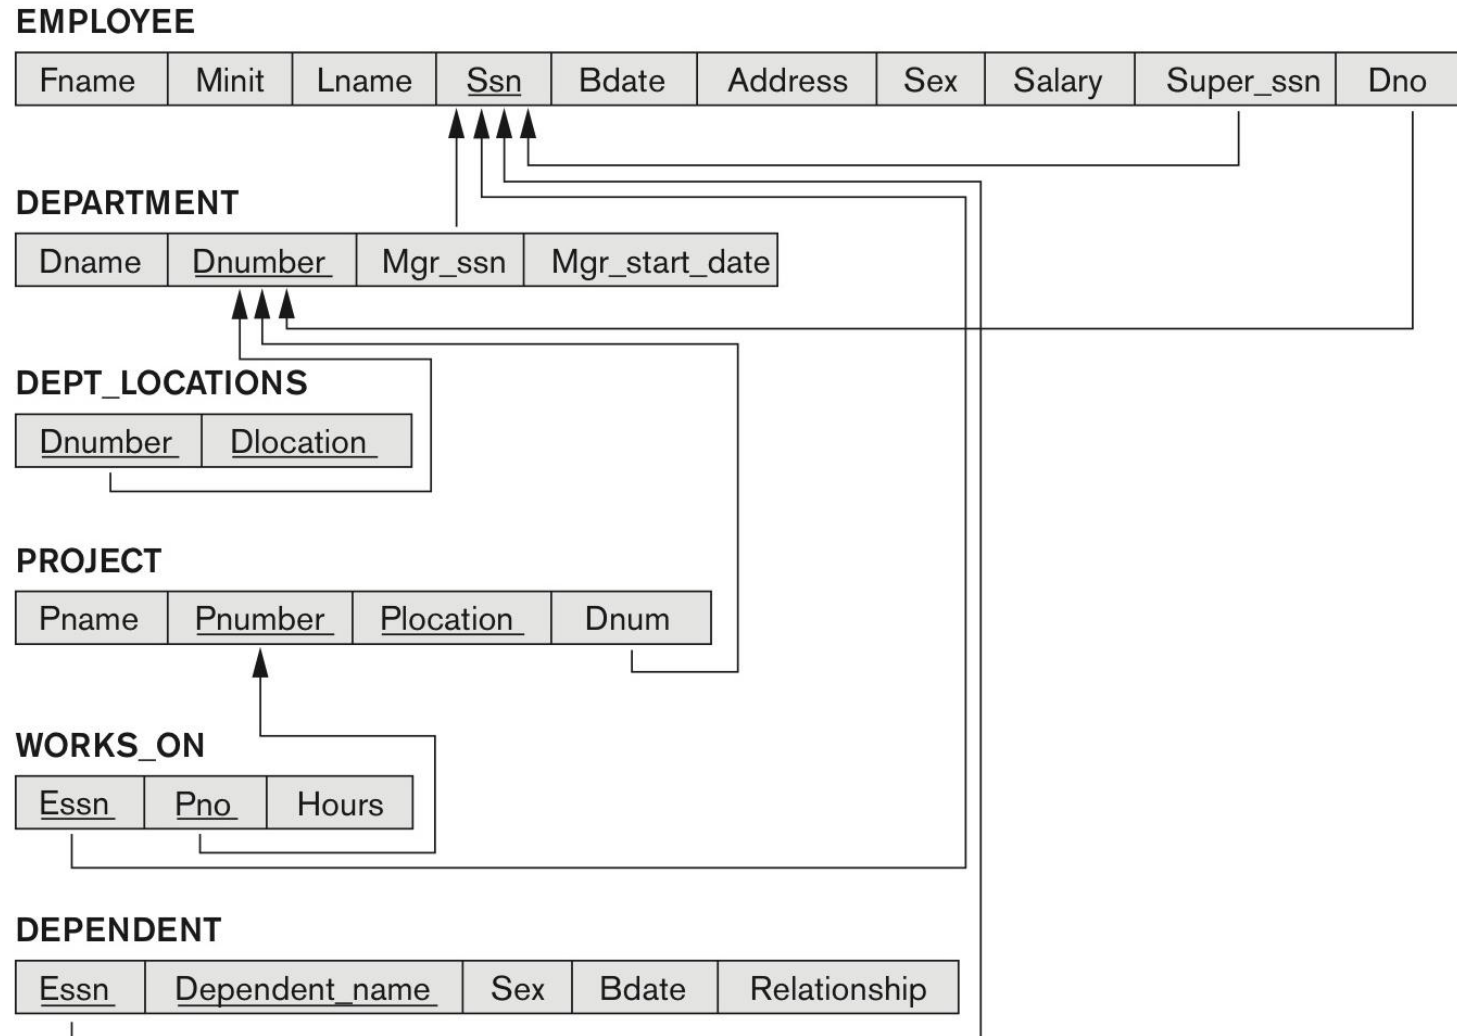 EMPLOYEE
Fname Minit Lname Ssn Bdate Address Sex Salary Super_ssn Dno
DEPARTMENT
Dname Dnumber Mgr_ssn Mgr_start_date
DEPT_LOCATIONS
Dnumber Dlocation
PROJECT
Pname Pnumber Plocation Dnum
WORKS_ON
Essn Pno Hours
DEPENDENT
Essn Dependent_name Sex Bdate Relationship